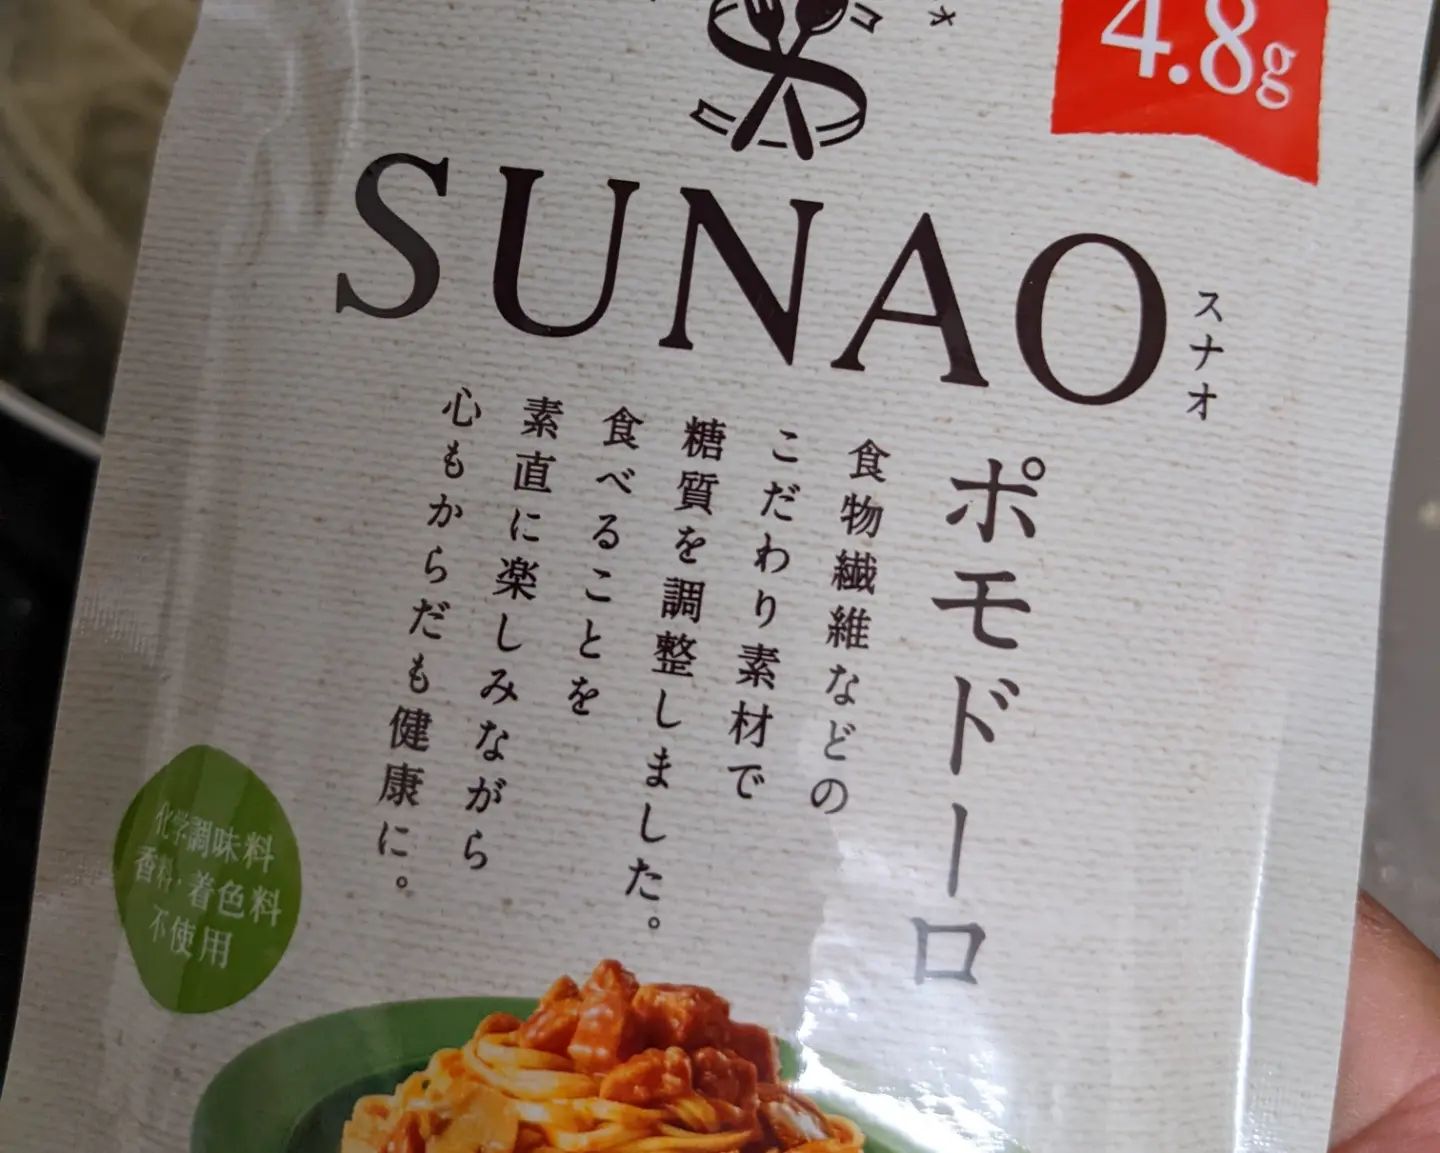 4.8g
SUNAO
スナオ
ポモドーロ
食物繊維などの
こだわり素材で
糖質を調整しました。
食べることを
素直に楽しみながら
心もからだも健康に。
化学調味料
香料・着色料
不使用